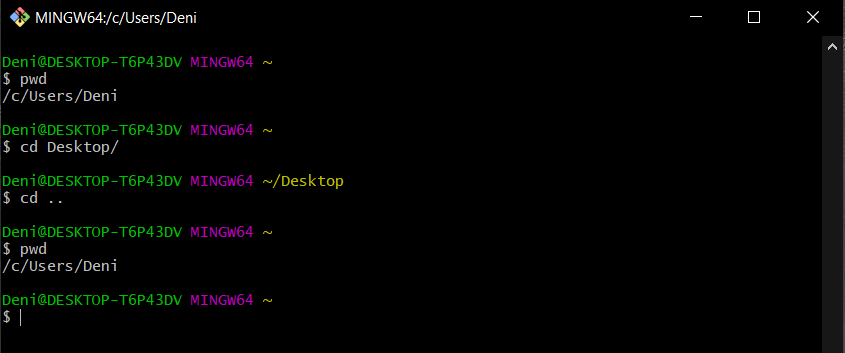 MINGW64:/c/Users/Deni
Deni@DESKTOP-T6P43DV MINGW64 ~
$ pwd
/c/Users/Deni
Deni@DESKTOP-T6P43DV MINGW64 ~
$ cd Desktop/
Deni@DESKTOP-T6P43DV MINGW64 ~/Desktop
$ cd ..
Deni@DESKTOP-T6P43DV MINGW64 ~
$ pwd
/c/Users/Deni
Deni@DESKTOP-T6P43DV MINGW64 ~
$